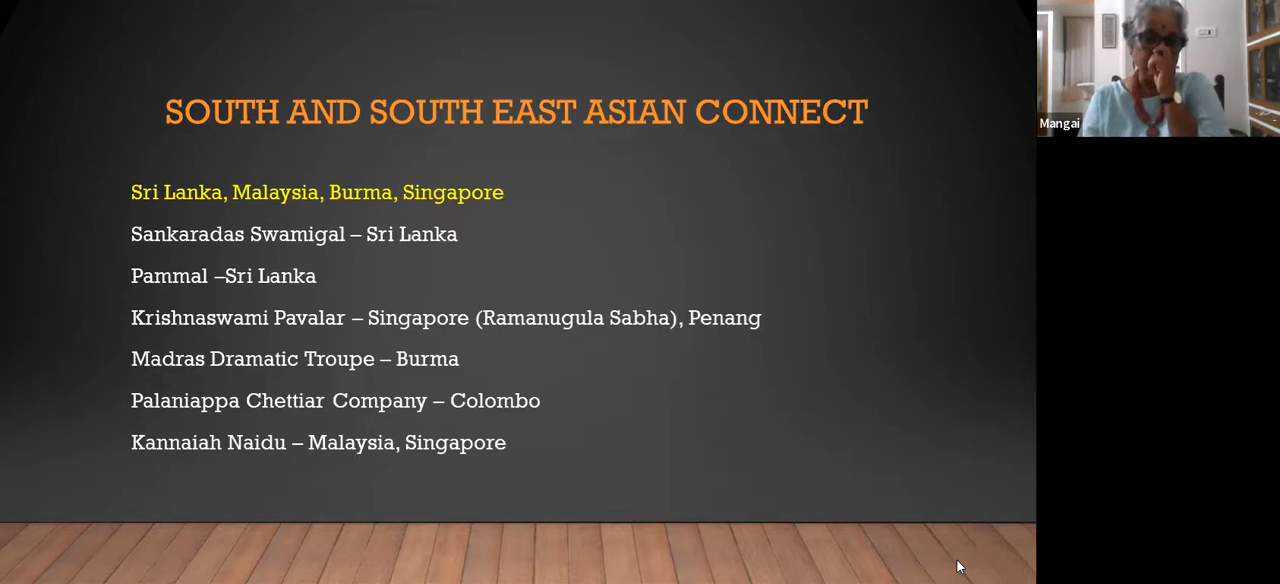 SOUTH AND SOUTH EAST ASIAN CONNECT
Sri Lanka, Malaysia, Burma, Singapore
Sankaradas Swamigal – Sri Lanka
Pammal –Sri Lanka
Krishnaswami Pavalar – Singapore (Ramanugula Sabha), Penang
Madras Dramatic Troupe – Burma
Palaniappa Chettiar Company – Colombo
Kannaiah Naidu – Malaysia, Singapore
Mangai